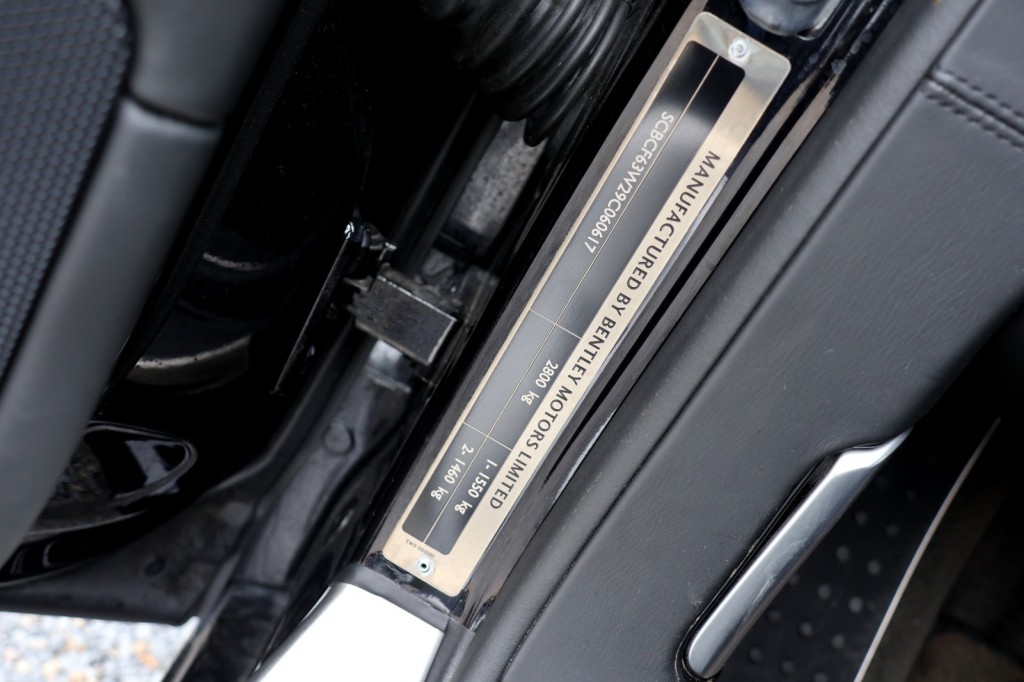 MANUFACTURED BY BENTLEY MOTORS LIMITED
SCBCF63W29C060617
2800 kg
1- 1550 kg
2- 1460 kg